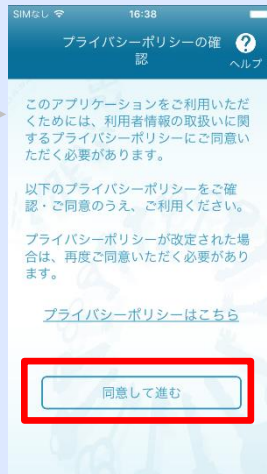 SIMなし 16:38
プライバシーポリシーの確
認
?
ヘルプ
このアプリケーションをご利用いただ
くためには、利用者情報の取扱いに関
するプライバシーポリシーにご同意い
ただく必要があります。
以下のプライバシーポリシーをご確
認・ご同意のうえ、ご利用ください。
プライバシーポリシーが改定された場
合は、再度ご同意いただく必要があり
ます。
プライバシーポリシーはこちら
同意して進む